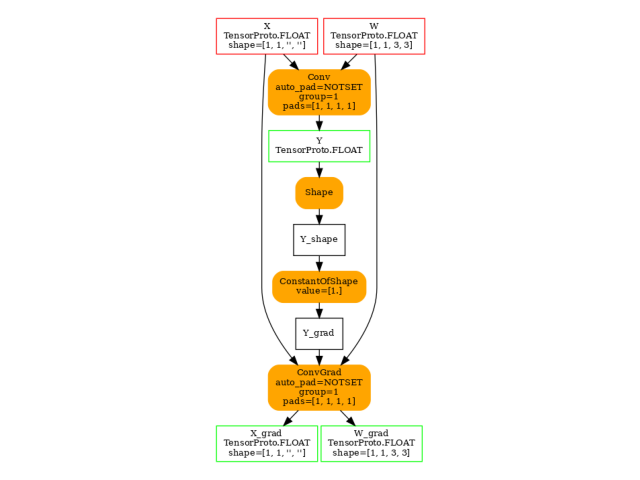 X
TensorProto.FLOAT
shape=[1, 1, '', '']
W
TensorProto.FLOAT
shape=[1, 1, 3, 3]
Conv
auto_pad=NOTSET
group=1
pads=[1, 1, 1, 1]
Y
TensorProto.FLOAT
Shape
Y_shape
ConstantOfShape
value=[1.]
Y_grad
ConvGrad
auto_pad=NOTSET
group=1
pads=[1, 1, 1, 1]
X_grad
TensorProto.FLOAT
shape=[1, 1, '', '']
W_grad
TensorProto.FLOAT
shape=[1, 1, 3, 3]